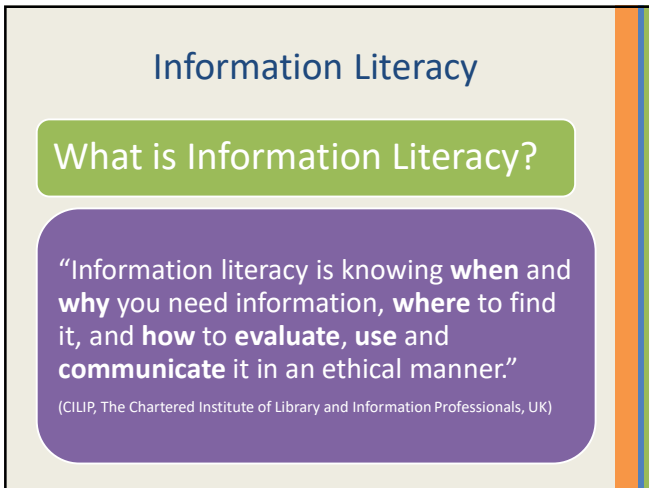 Information Literacy
What is Information Literacy?
“Information literacy is knowing when and
why you need information, where to find
it, and how to evaluate, use and
communicate it in an ethical manner.”
(CILIP, The Chartered Institute of Library and Information Professionals, UK)